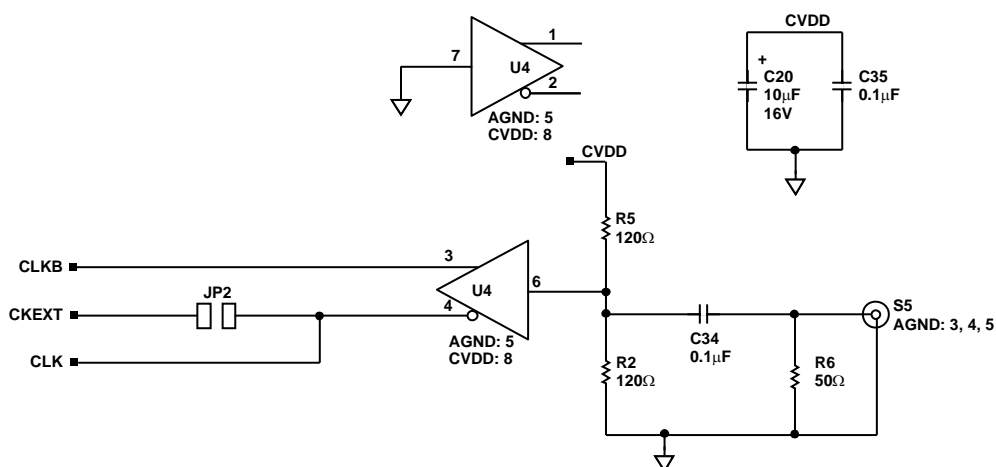 1
7
U4
2
AGND: 5
CVDD: 8
CVDD
+
C20
10μF
16V
C35
0.1μF
CVDD
R5
120Ω
CLKB
3
6
U4
JP2
CKEXT
4
AGND: 5
CVDD: 8
CLK
C34
0.1μF
S5
AGND: 3, 4, 5
R2
120Ω
R6
50Ω